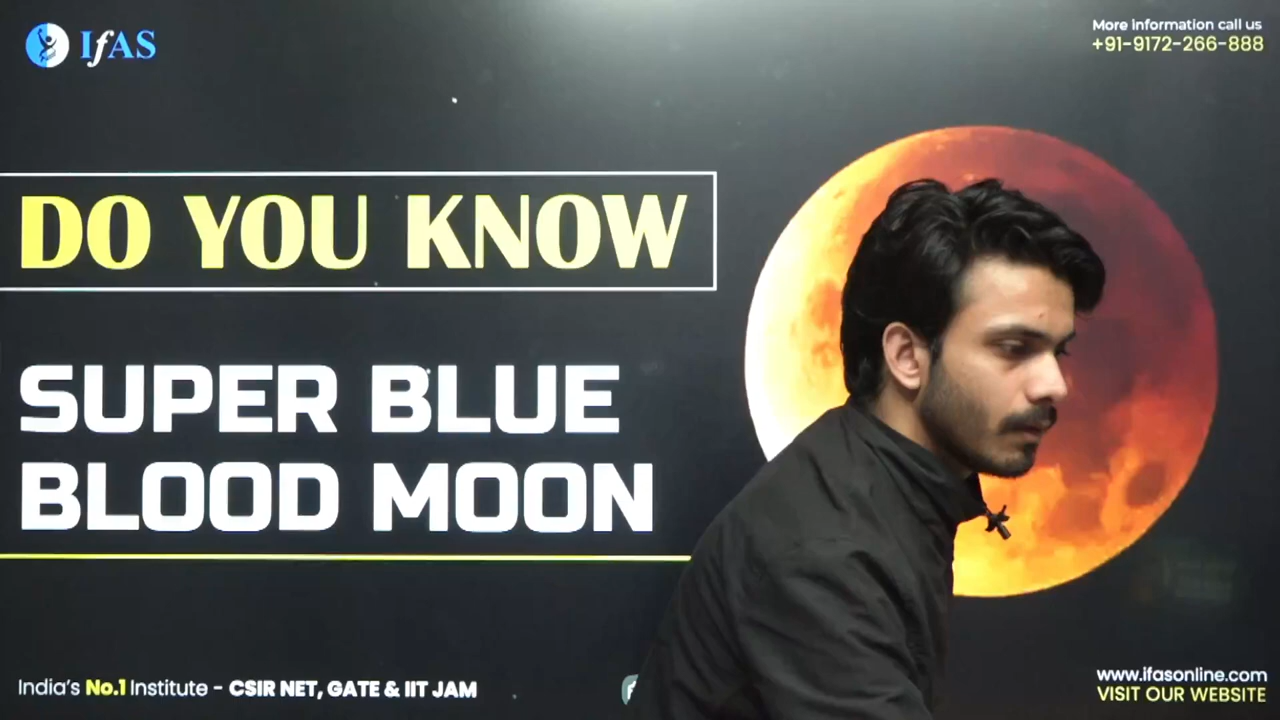 IfAS
More information call us
+91-9172-266-888
DO YOU KNOW
SUPER BLUE
BLOOD MOON
India's No.1 Institute - CSIR NET, GATE & IIT JAM
www.ifasonline.com
VISIT OUR WEBSITE